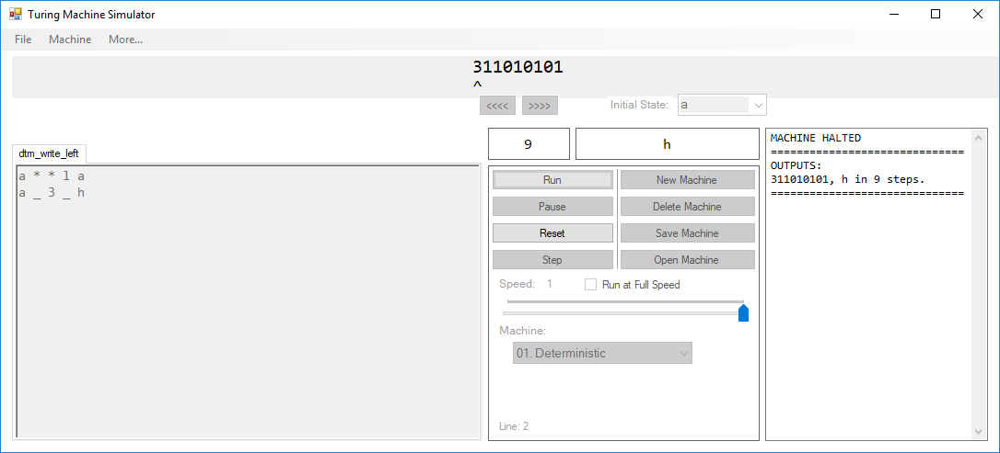 Turing Machine Simulator
File Machine More...
311010101
^
<<<< >>>> Initial State: a
dtm_write_left
a * * l a
a _ 3 _ h
9 h
Run New Machine
Pause Delete Machine
Reset Save Machine
Step Open Machine
Speed: 1 Run at Full Speed
Machine:
01. Deterministic
Line: 2
MACHINE HALTED
==============================
OUTPUTS:
311010101, h in 9 steps.
==============================